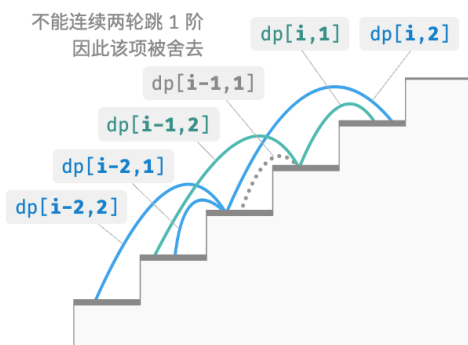 不能连续两轮跳 1 阶
因此该项被舍去
dp[i,1]
dp[i,2]
dp[i-1,1]
dp[i-1,2]
dp[i-2,1]
dp[i-2,2]